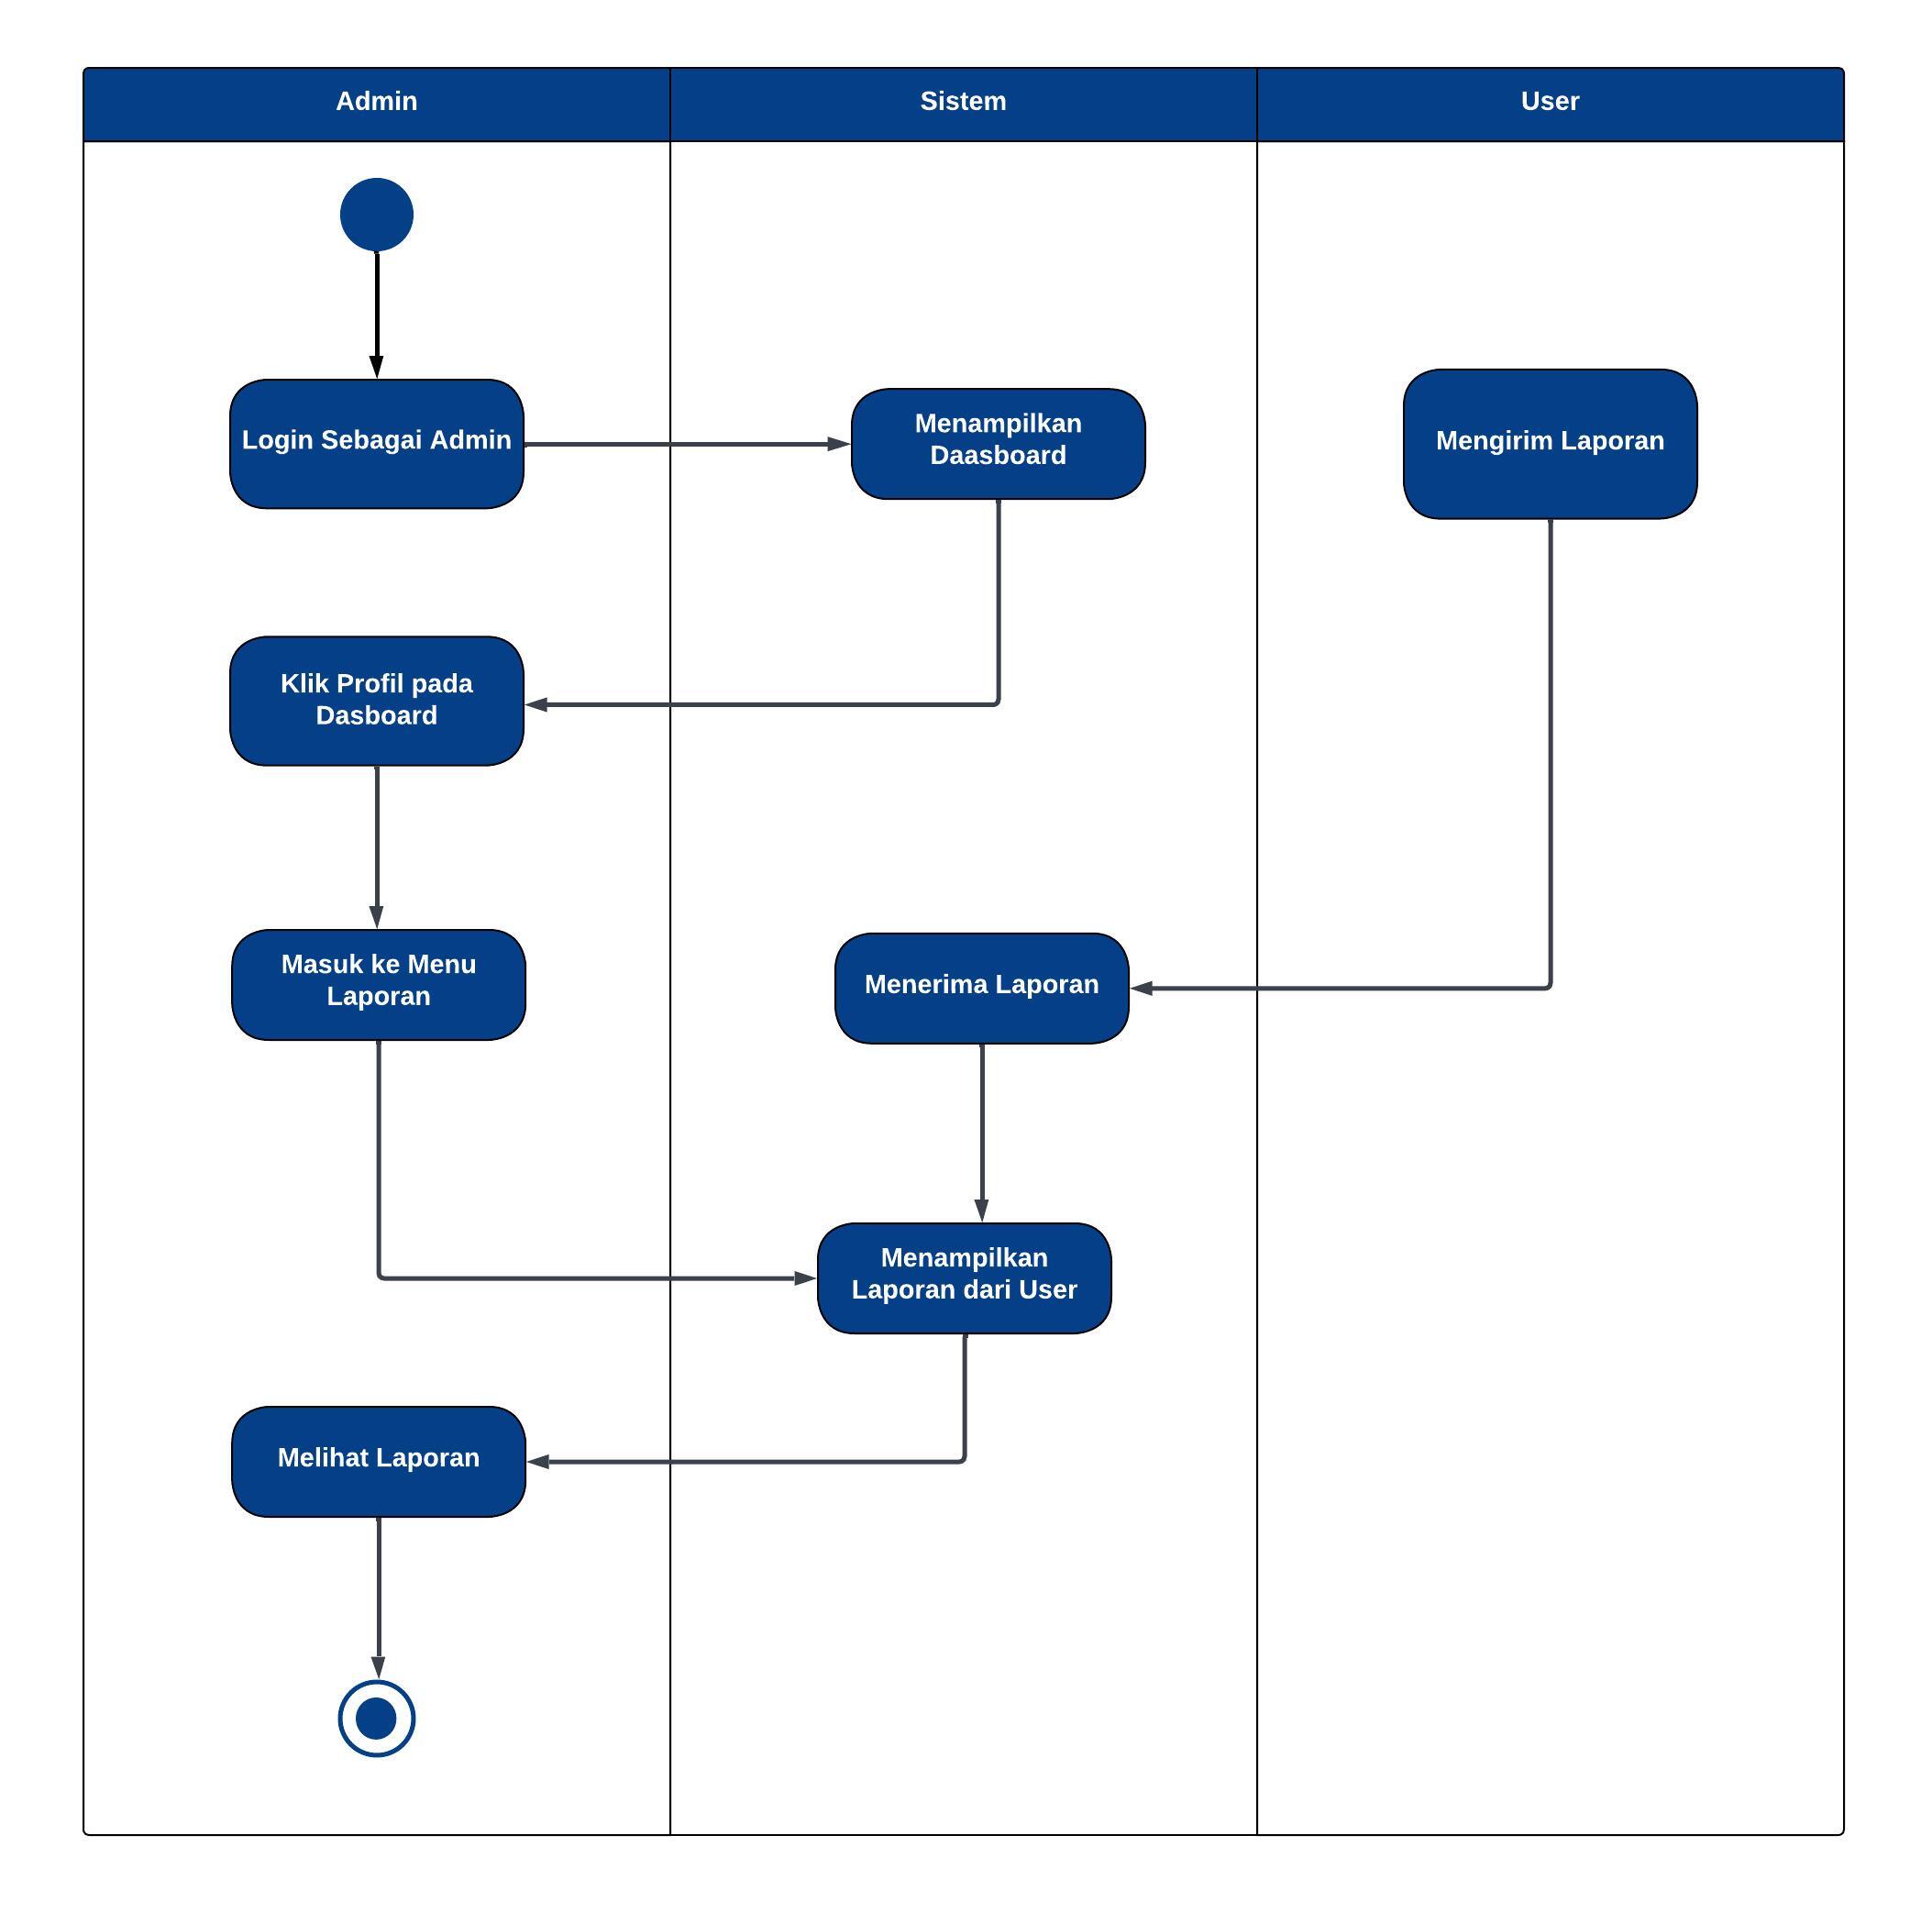 Admin
Sistem
User
Login Sebagai Admin
Menampilkan
Daasboard
Mengirim Laporan
Klik Profil pada
Dasboard
Masuk ke Menu
Laporan
Menerima Laporan
Menampilkan
Laporan dari User
Melihat Laporan